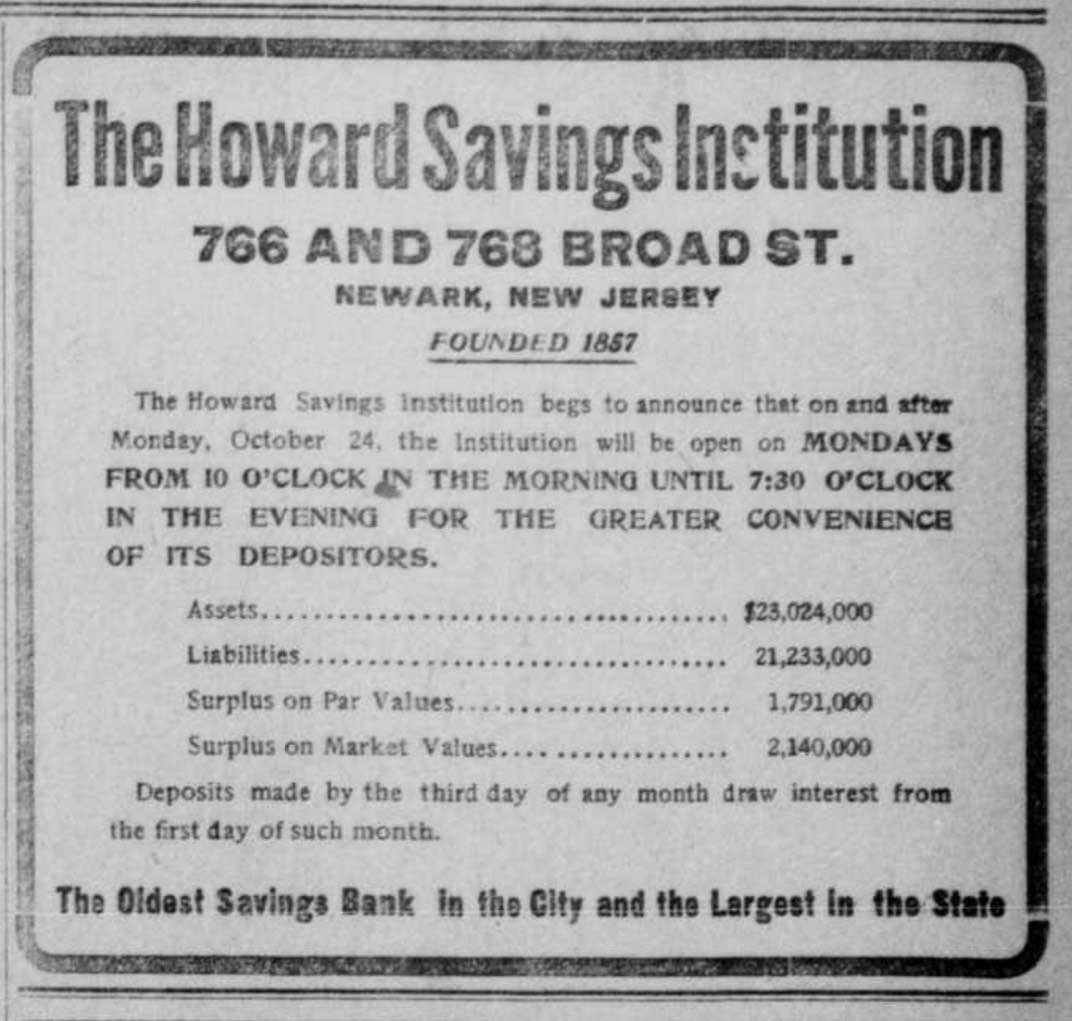 The Howard Savings Institution
766 AND 768 BROAD ST.
NEWARK, NEW JERSEY
FOUNDED 1857
The Howard Savings Institution begs to announce that on and after
Monday, October 24, the Institution will be open on MONDAYS
FROM 10 O'CLOCK IN THE MORNING UNTIL 7:30 O'CLOCK
IN THE EVENING FOR THE GREATER CONVENIENCE
OF ITS DEPOSITORS.
Assets.................................... $23,024,000
Liabilities................................. 21,233,000
Surplus on Par Values...................... 1,791,000
Surplus on Market Values.................. 2,140,000
Deposits made by the third day of any month draw interest from
the first day of such month.
The Oldest Savings Bank in the City and the Largest in the State